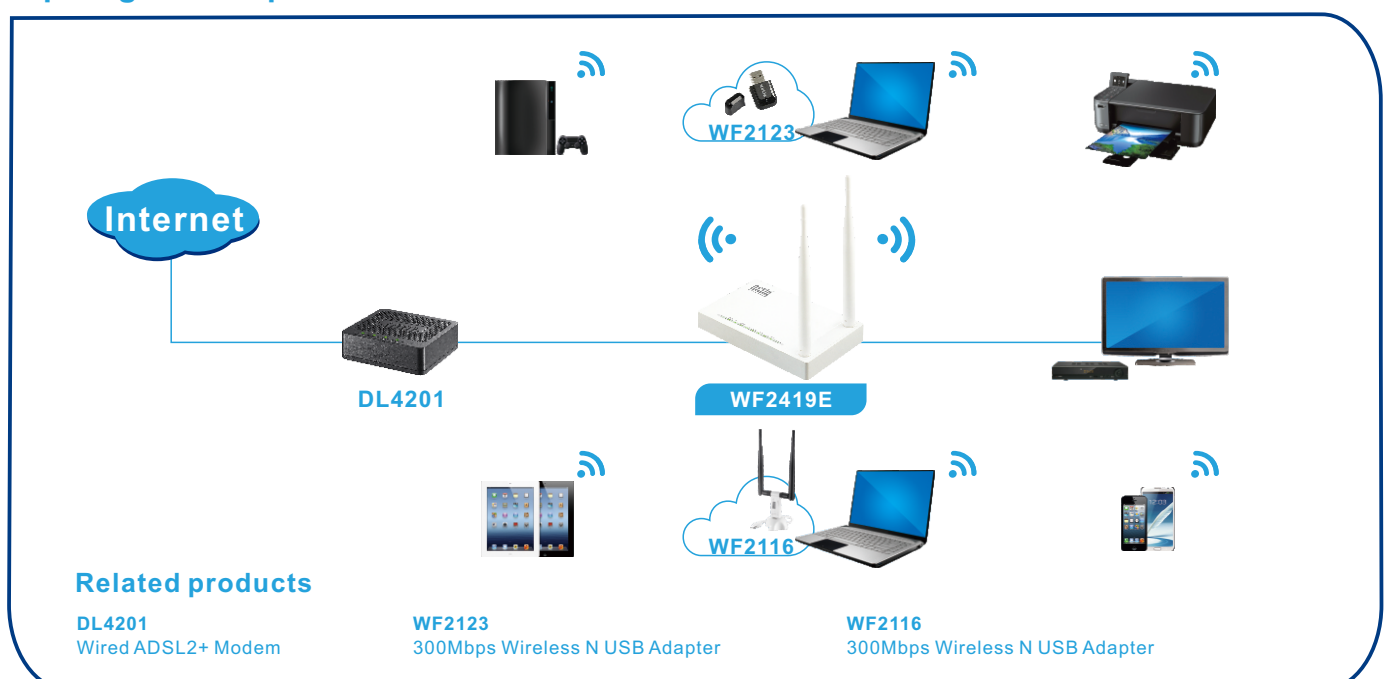 WF2123
Internet
DL4201
WF2419E
WF2116
Related products
DL4201
Wired ADSL2+ Modem
WF2123
300Mbps Wireless N USB Adapter
WF2116
300Mbps Wireless N USB Adapter